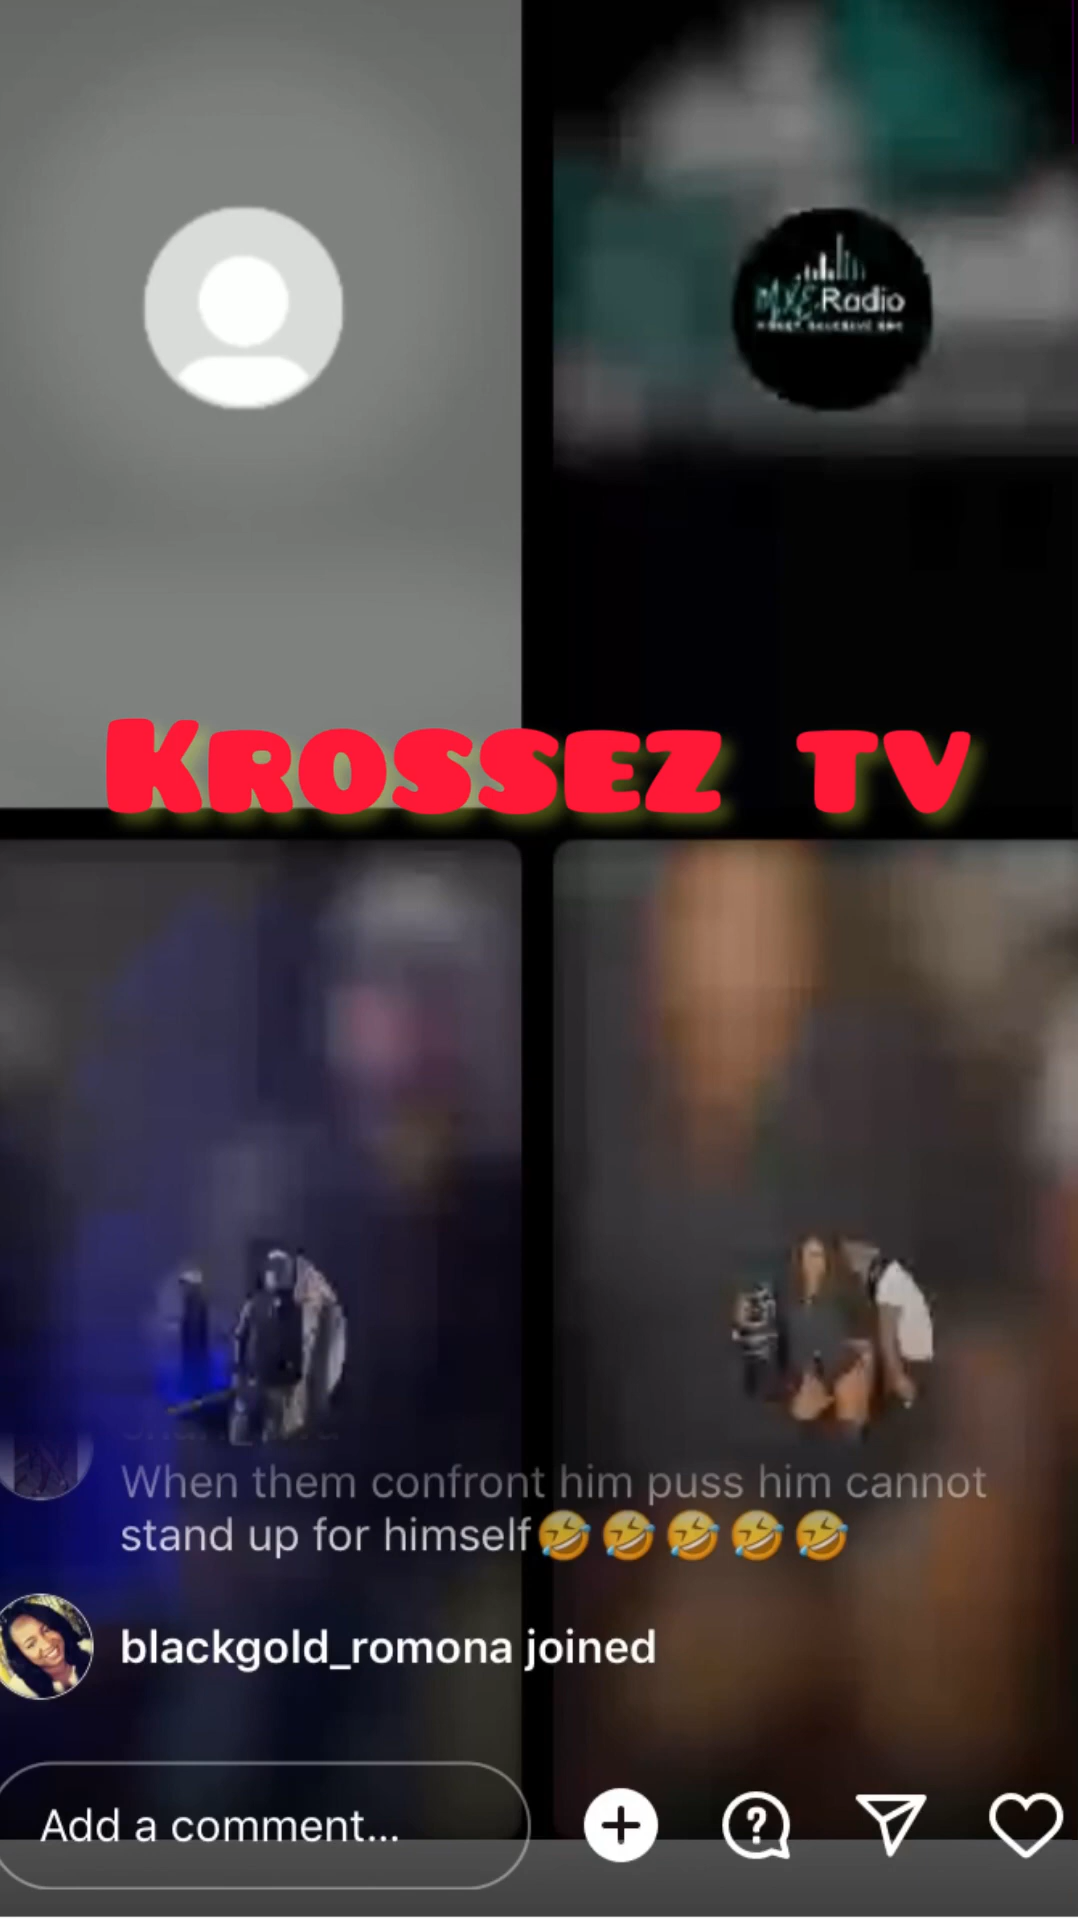 Radio
KROSSEZ TV
When them confront him puss him cannot
stand up for himself🤣🤣🤣🤣🤣
blackgold_romona joined
Add a comment...